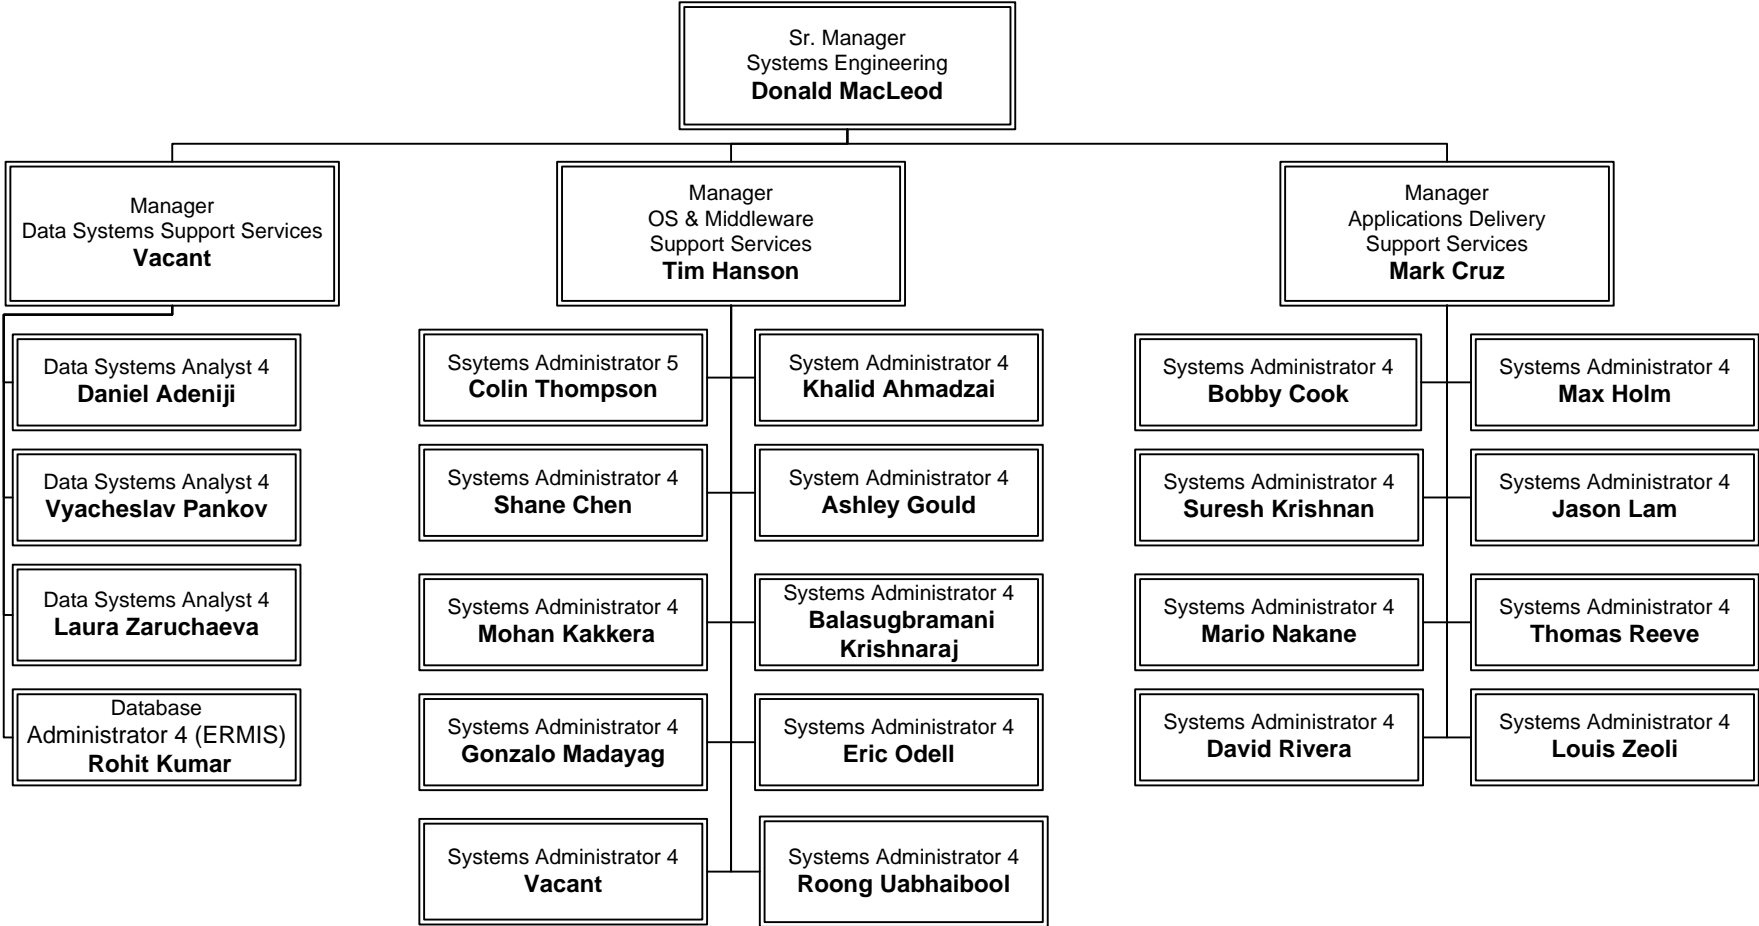 Sr. Manager
Systems Engineering
Donald MacLeod
Manager
Data Systems Support Services
Vacant
Manager
OS & Middleware
Support Services
Tim Hanson
Manager
Applications Delivery
Support Services
Mark Cruz
Data Systems Analyst 4
Daniel Adeniji
Data Systems Analyst 4
Vyacheslav Pankov
Data Systems Analyst 4
Laura Zaruchaeva
Database
Administrator 4 (ERMIS)
Rohit Kumar
Ssytems Administrator 5
Colin Thompson
System Administrator 4
Khalid Ahmadzai
Systems Administrator 4
Shane Chen
System Administrator 4
Ashley Gould
Systems Administrator 4
Mohan Kakkera
Systems Administrator 4
Balasugbramani
Krishnaraj
Systems Administrator 4
Gonzalo Madayag
Systems Administrator 4
Eric Odell
Systems Administrator 4
Vacant
Systems Administrator 4
Roong Uabhaibool
Systems Administrator 4
Bobby Cook
Systems Administrator 4
Max Holm
Systems Administrator 4
Suresh Krishnan
Systems Administrator 4
Jason Lam
Systems Administrator 4
Mario Nakane
Systems Administrator 4
Thomas Reeve
Systems Administrator 4
David Rivera
Systems Administrator 4
Louis Zeoli